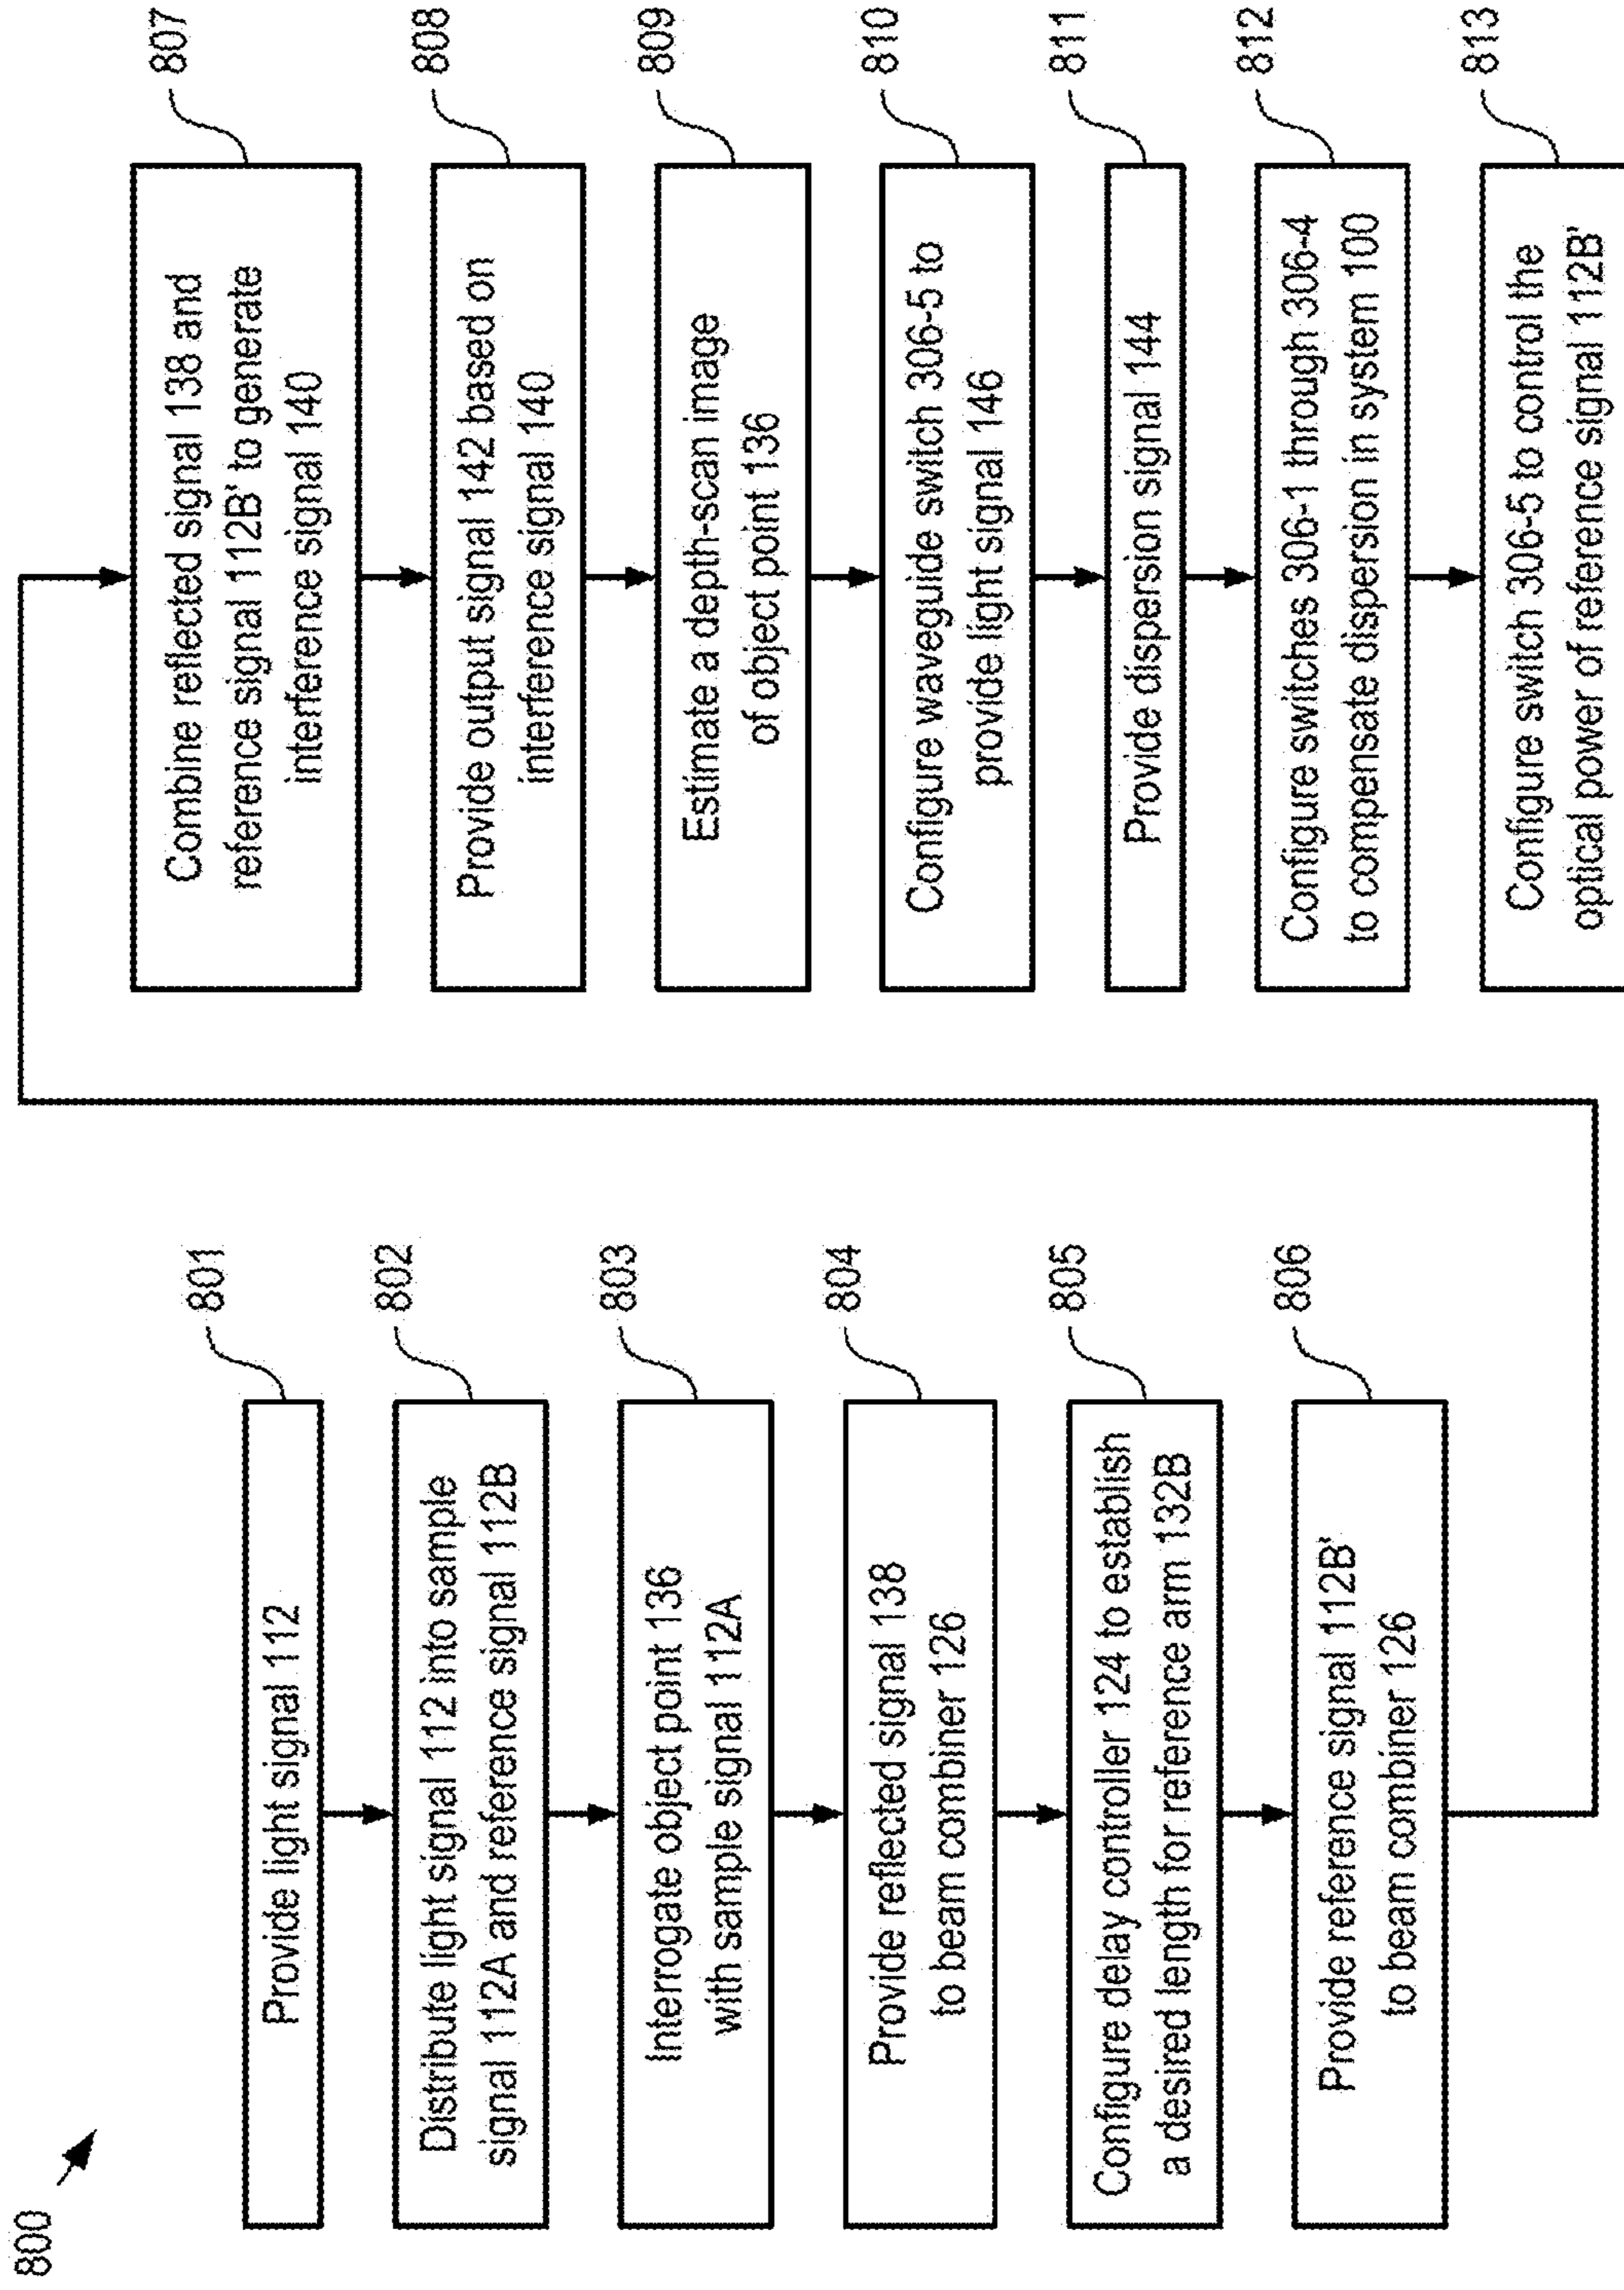 800
801
Provide light signal 112
802
Distribute light signal 112 into sample
signal 112A and reference signal 112B
803
Interrogate object point 136
with sample signal 112A
804
Provide reflected signal 138
to beam combiner 126
805
Configure delay controller 124 to establish
a desired length for reference arm 132B
806
Provide reference signal 112B'
to beam combiner 126
807
Combine reflected signal 138 and
reference signal 112B' to generate
interference signal 140
808
Provide output signal 142 based on
interference signal 140
809
Estimate a depth-scan image
of object point 136
810
Configure waveguide switch 306-5 to
provide light signal 146
811
Provide dispersion signal 144
812
Configure switches 306-1 through 306-4
to compensate dispersion in system 100
813
Configure switch 306-5 to control the
optical power of reference signal 112B'